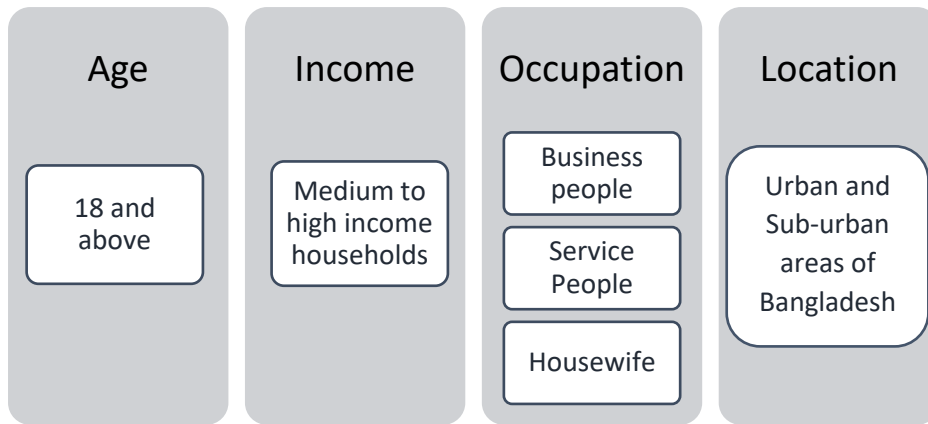 Age
18 and
above
Income
Medium to
high income
households
Occupation
Business
people
Service
People
Housewife
Location
Urban and
Sub-urban
areas of
Bangladesh